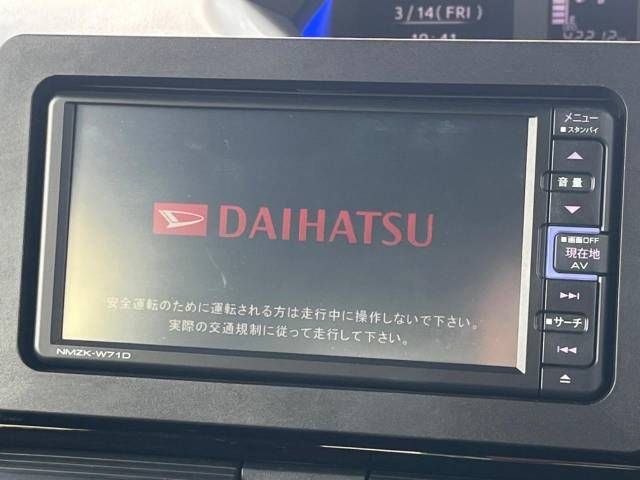 3/14(FRI)
10:41
メニュー
■スタンバイ
音量
DAIHATSU
■画面OFF
現在地
AV
安全運転のために運転される方は走行中に操作しないで下さい。
実際の交通規制に従って走行して下さい。
■サーチ
NMZK-W71D